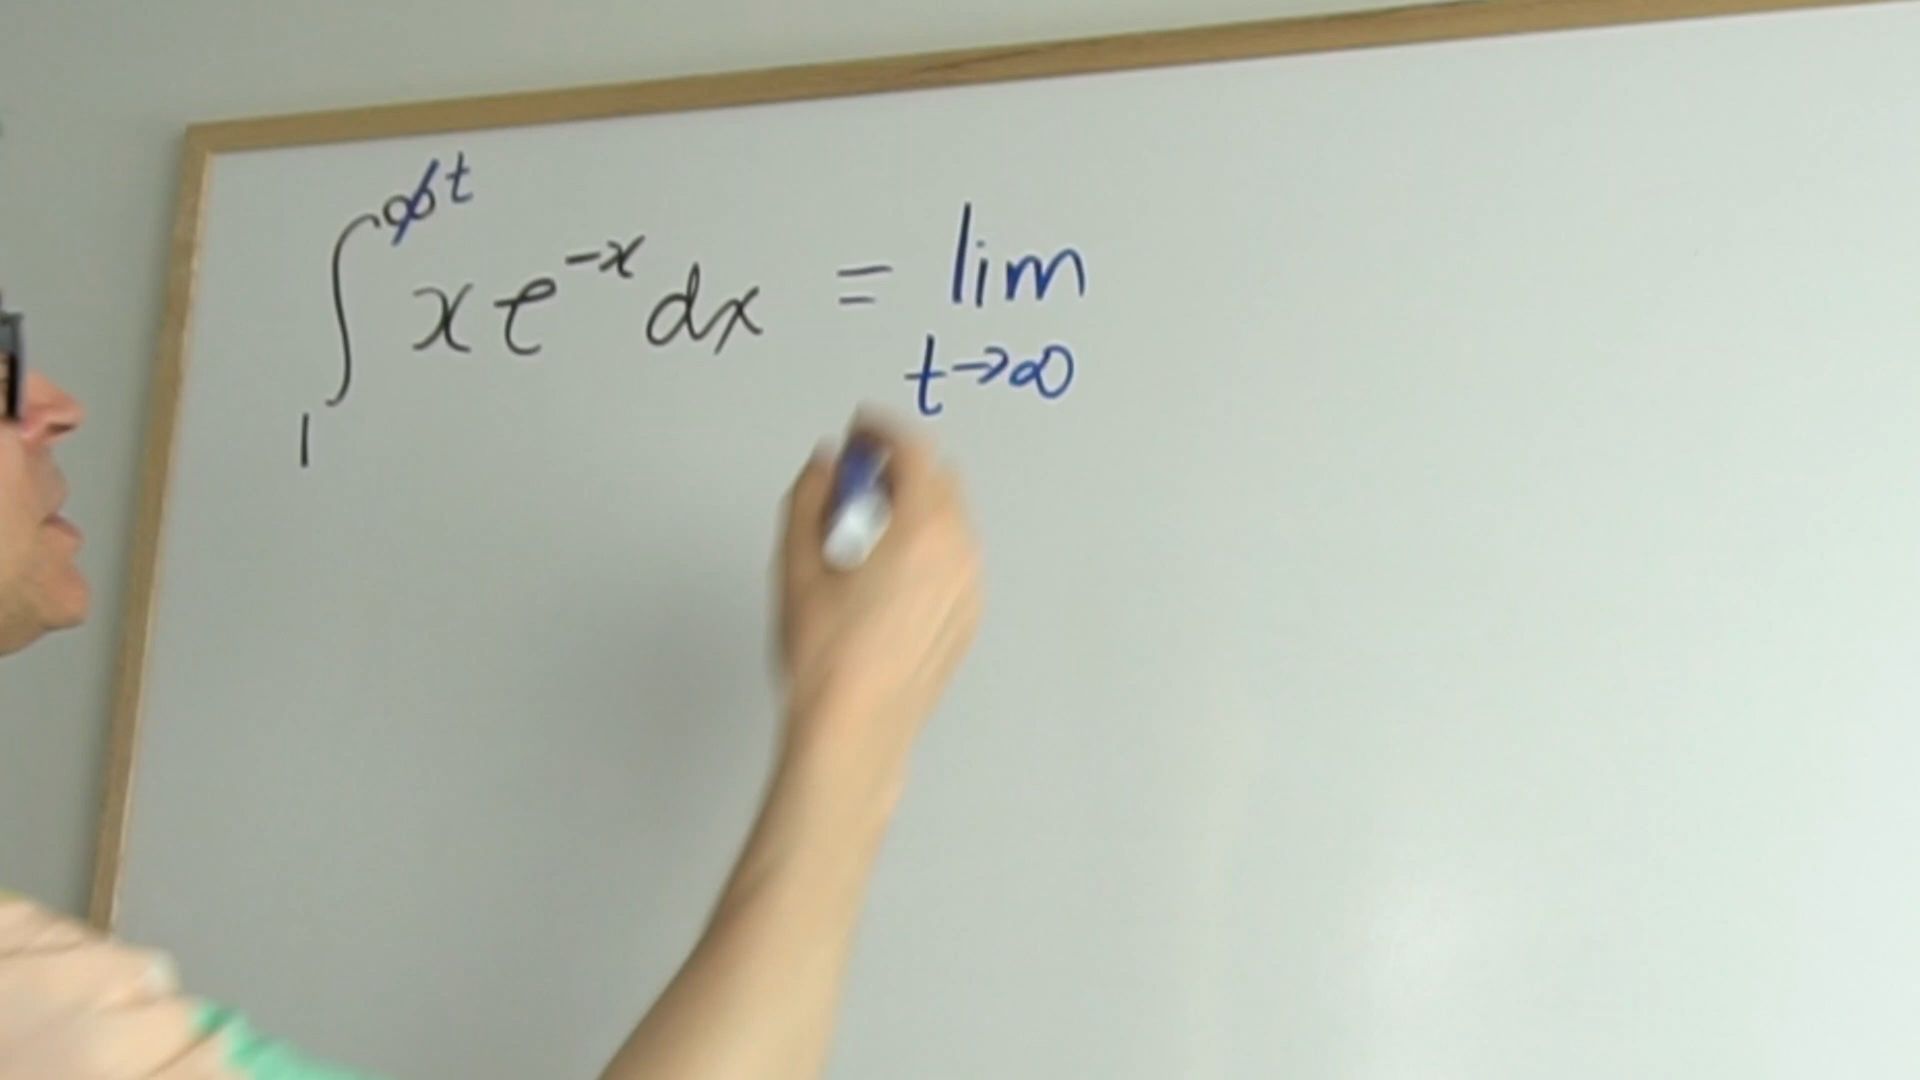 ∫₁^∞̸ t x e^{-x} dx = lim
t→∞